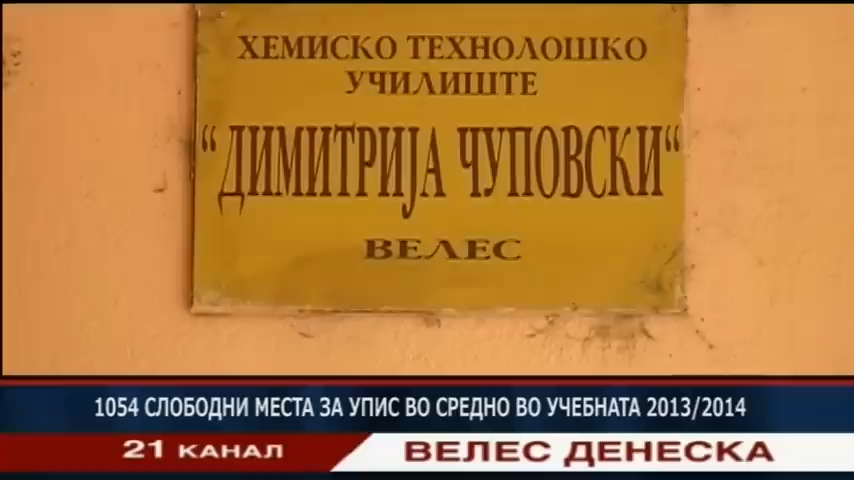 ХЕМИСКО ТЕХНОЛОШКО
УЧИЛИШТЕ
“ДИМИТРИЈА ЧУПОВСКИ“
ВЕЛЕС
1054 СЛОБОДНИ МЕСТА ЗА УПИС ВО СРЕДНО ВО УЧЕБНАТА 2013/2014
21 КАНАЛ ВЕЛЕС ДЕНЕСКА